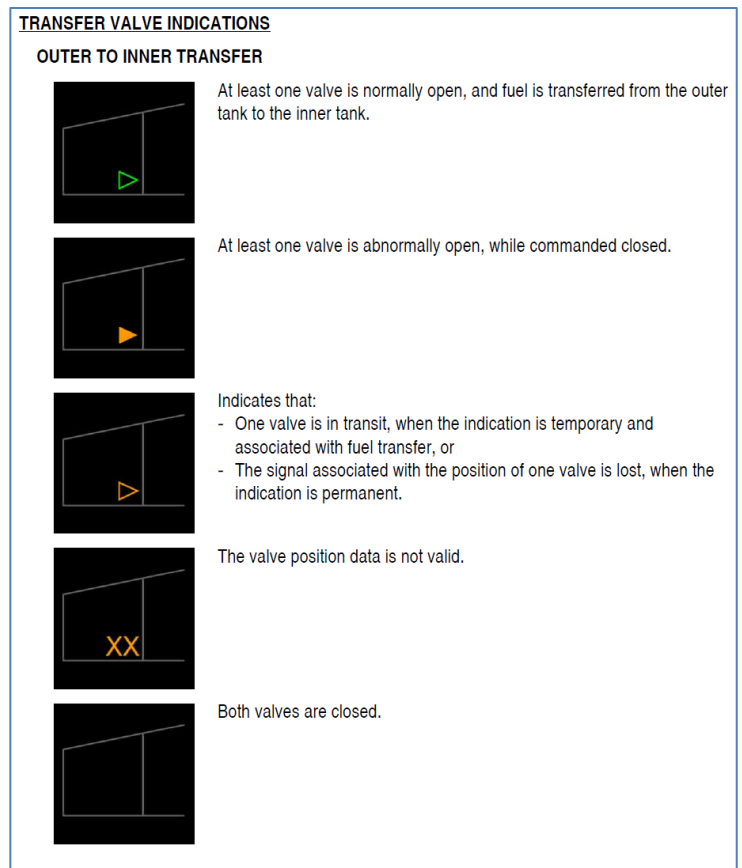 TRANSFER VALVE INDICATIONS
OUTER TO INNER TRANSFER
At least one valve is normally open, and fuel is transferred from the outer
tank to the inner tank.
At least one valve is abnormally open, while commanded closed.
Indicates that:
- One valve is in transit, when the indication is temporary and
associated with fuel transfer, or
- The signal associated with the position of one valve is lost, when the
indication is permanent.
The valve position data is not valid.
XX
Both valves are closed.